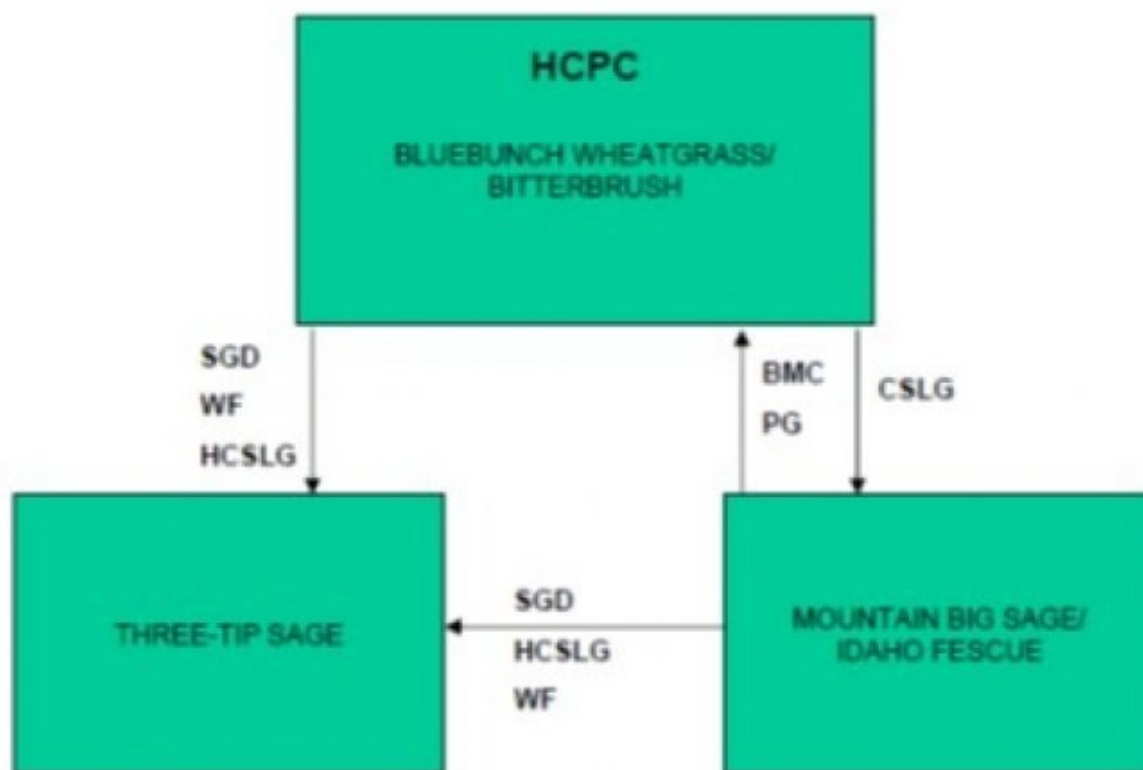 HCPC
BLUEBUNCH WHEATGRASS/
BITTERBRUSH
SGD
WF
HCSLG
BMC
PG
CSLG
SGD
HCSLG
WF
THREE-TIP SAGE
MOUNTAIN BIG SAGE/
IDAHO FESCUE